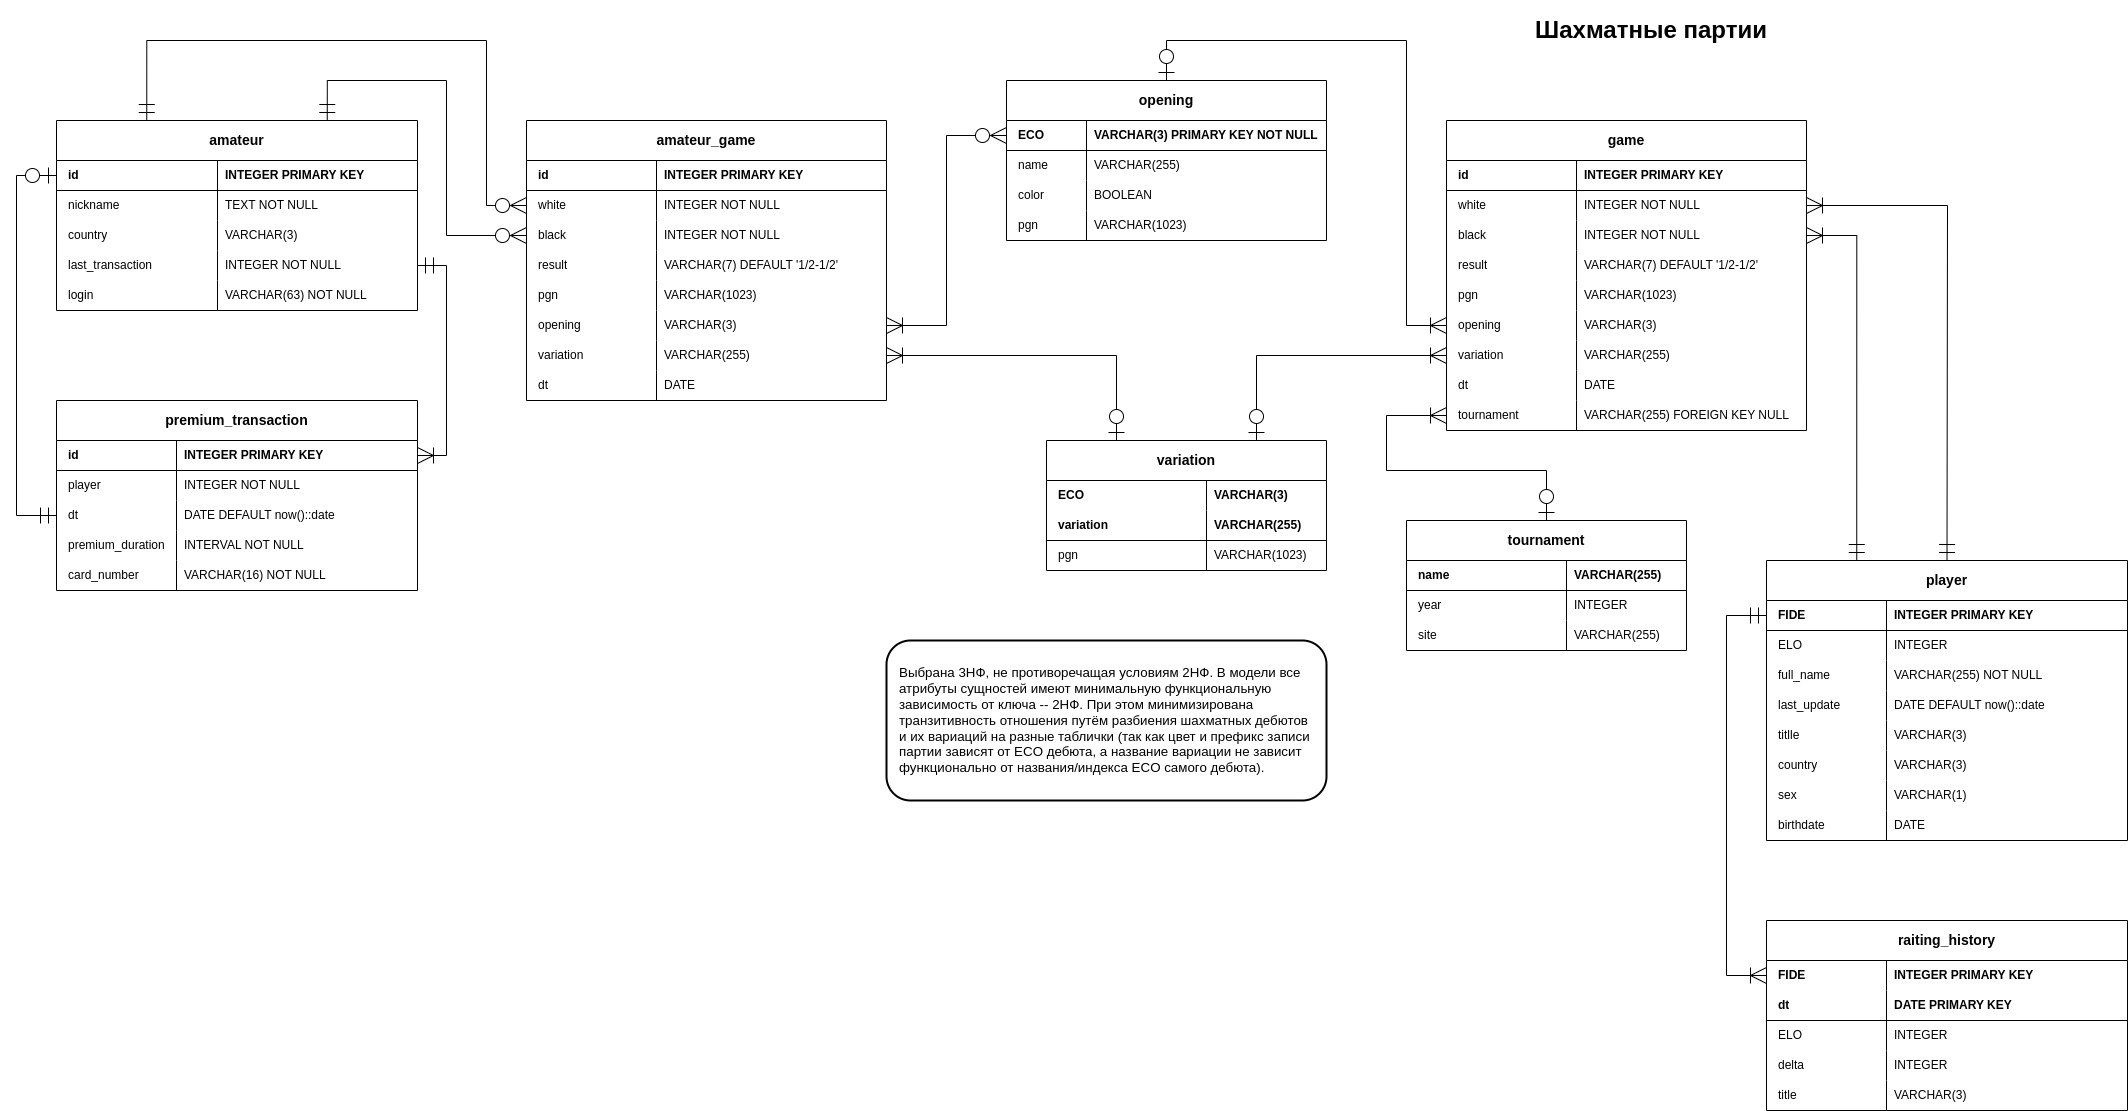 Шахматные партии
amateur
id INTEGER PRIMARY KEY
nickname TEXT NOT NULL
country VARCHAR(3)
last_transaction INTEGER NOT NULL
login VARCHAR(63) NOT NULL
premium_transaction
id INTEGER PRIMARY KEY
player INTEGER NOT NULL
dt DATE DEFAULT now()::date
premium_duration INTERVAL NOT NULL
card_number VARCHAR(16) NOT NULL
amateur_game
id INTEGER PRIMARY KEY
white INTEGER NOT NULL
black INTEGER NOT NULL
result VARCHAR(7) DEFAULT '1/2-1/2'
pgn VARCHAR(1023)
opening VARCHAR(3)
variation VARCHAR(255)
dt DATE
opening
ECO VARCHAR(3) PRIMARY KEY NOT NULL
name VARCHAR(255)
color BOOLEAN
pgn VARCHAR(1023)
variation
ECO VARCHAR(3)
variation VARCHAR(255)
pgn VARCHAR(1023)
game
id INTEGER PRIMARY KEY
white INTEGER NOT NULL
black INTEGER NOT NULL
result VARCHAR(7) DEFAULT '1/2-1/2'
pgn VARCHAR(1023)
opening VARCHAR(3)
variation VARCHAR(255)
dt DATE
tournament VARCHAR(255) FOREIGN KEY NULL
tournament
name VARCHAR(255)
year INTEGER
site VARCHAR(255)
player
FIDE INTEGER PRIMARY KEY
ELO INTEGER
full_name VARCHAR(255) NOT NULL
last_update DATE DEFAULT now()::date
titlle VARCHAR(3)
country VARCHAR(3)
sex VARCHAR(1)
birthdate DATE
raiting_history
FIDE INTEGER PRIMARY KEY
dt DATE PRIMARY KEY
ELO INTEGER
delta INTEGER
title VARCHAR(3)
Выбрана 3НФ, не противоречащая условиям 2НФ. В модели все
атрибуты сущностей имеют минимальную функциональную
зависимость от ключа -- 2НФ. При этом минимизирована
транзитивность отношения путём разбиения шахматных дебютов
и их вариаций на разные таблички (так как цвет и префикс записи
партии зависят от ECO дебюта, а название вариации не зависит
функционально от названия/индекса ECO самого дебюта).